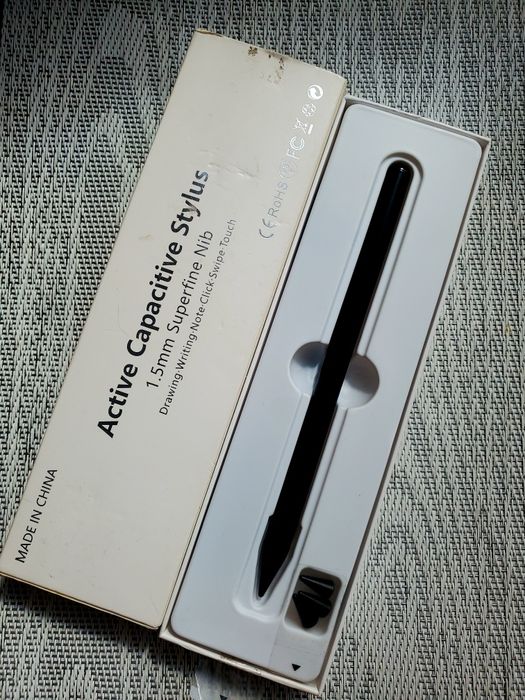 Active Capacitive Stylus
1.5mm Superfine Nib
Drawing·Writing·Note·Click·Swipe·Touch
CE RoHS FC
MADE IN CHINA